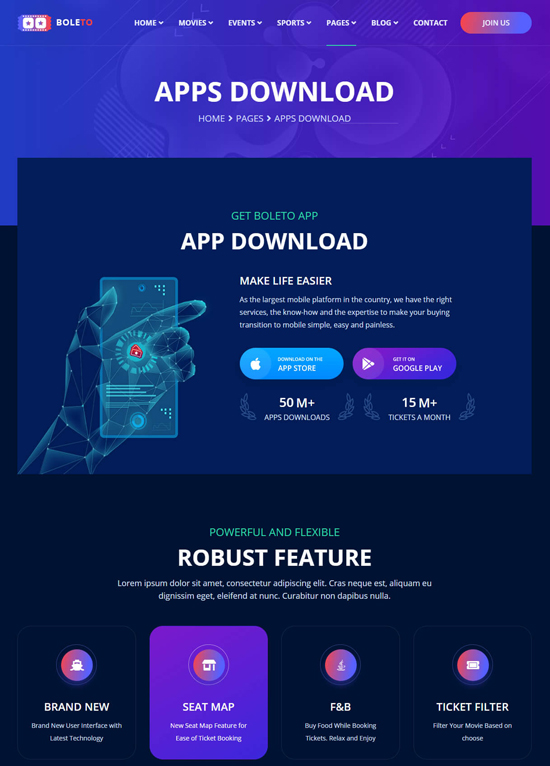 BOLETO
HOME MOVIES EVENTS SPORTS PAGES BLOG CONTACT JOIN US
APPS DOWNLOAD
HOME PAGES APPS DOWNLOAD
GET BOLETO APP
APP DOWNLOAD
MAKE LIFE EASIER
As the largest mobile platform in the country, we have the right
services, the know-how and the expertise to make your buying
transition to mobile simple, easy and painless.
DOWNLOAD ON THE
APP STORE
GET IT ON
GOOGLE PLAY
50 M+
APPS DOWNLOADS
15 M+
TICKETS A MONTH
POWERFUL AND FLEXIBLE
ROBUST FEATURE
Lorem ipsum dolor sit amet, consectetur adipiscing elit. Cras neque est, aliquam eu
dignissim eget, eleifend at nunc. Curabitur non dapibus nulla.
BRAND NEW
Brand New User Interface with
Latest Technology
SEAT MAP
New Seat Map Feature for
Ease of Ticket Booking
F&B
Buy Food While Booking
Tickets. Relax and Enjoy
TICKET FILTER
Filter Your Movie Based on
choose